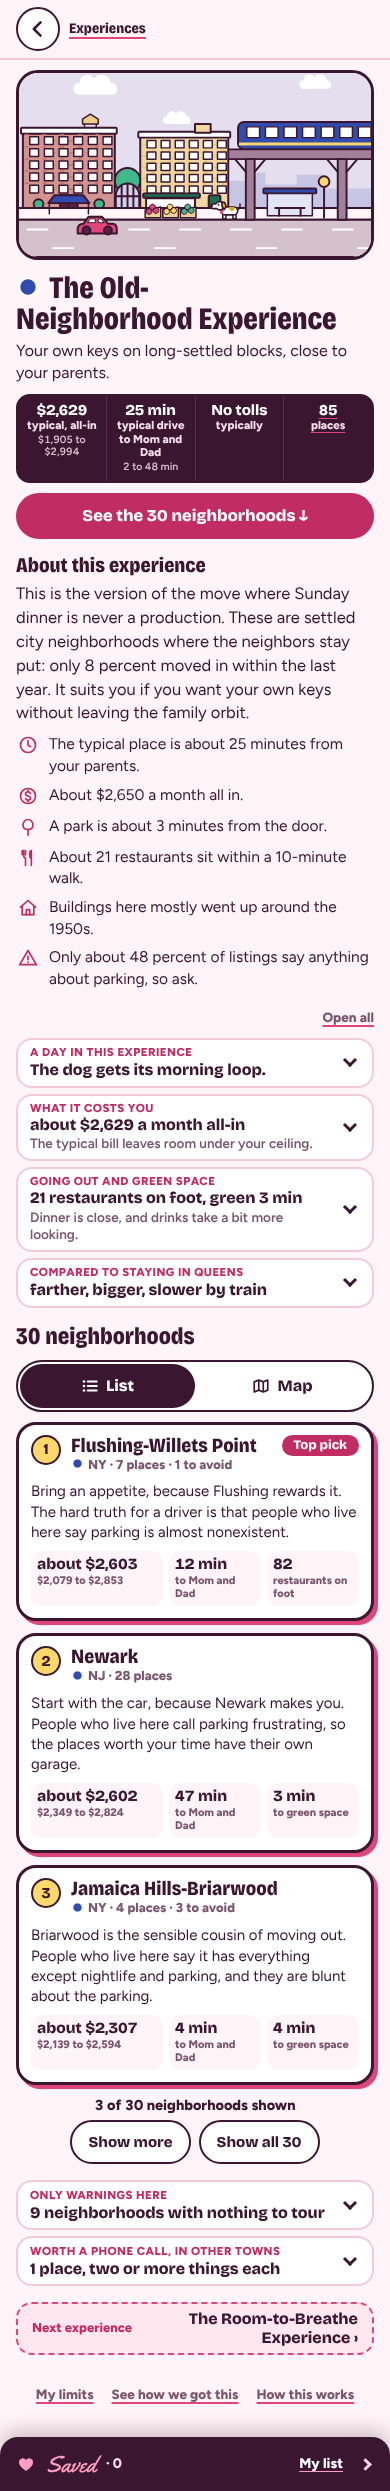 Experiences
The Old-
Neighborhood Experience
Your own keys on long-settled blocks, close to
your parents.
$2,629
typical, all-in
$1,905 to
$2,994
25 min
typical drive
to Mom and
Dad
2 to 48 min
No tolls
typically
85
places
See the 30 neighborhoods ↓
About this experience
This is the version of the move where Sunday
dinner is never a production. These are settled
city neighborhoods where the neighbors stay
put: only 8 percent moved in within the last
year. It suits you if you want your own keys
without leaving the family orbit.
The typical place is about 25 minutes from
your parents.
About $2,650 a month all in.
A park is about 3 minutes from the door.
About 21 restaurants sit within a 10-minute
walk.
Buildings here mostly went up around the
1950s.
Only about 48 percent of listings say anything
about parking, so ask.
Open all
A DAY IN THIS EXPERIENCE
The dog gets its morning loop.
WHAT IT COSTS YOU
about $2,629 a month all-in
The typical bill leaves room under your ceiling.
GOING OUT AND GREEN SPACE
21 restaurants on foot, green 3 min
Dinner is close, and drinks take a bit more
looking.
COMPARED TO STAYING IN QUEENS
farther, bigger, slower by train
30 neighborhoods
List
Map
1
Flushing-Willets Point
Top pick
NY · 7 places · 1 to avoid
Bring an appetite, because Flushing rewards it.
The hard truth for a driver is that people who live
here say parking is almost nonexistent.
about $2,603
$2,079 to $2,853
12 min
to Mom and
Dad
82
restaurants on
foot
2
Newark
NJ · 28 places
Start with the car, because Newark makes you.
People who live here call parking frustrating, so
the places worth your time have their own
garage.
about $2,602
$2,349 to $2,824
47 min
to Mom and
Dad
3 min
to green space
3
Jamaica Hills-Briarwood
NY · 4 places · 3 to avoid
Briarwood is the sensible cousin of moving out.
People who live here say it has everything
except nightlife and parking, and they are blunt
about the parking.
about $2,307
$2,139 to $2,594
4 min
to Mom and
Dad
4 min
to green space
3 of 30 neighborhoods shown
Show more
Show all 30
ONLY WARNINGS HERE
9 neighborhoods with nothing to tour
WORTH A PHONE CALL, IN OTHER TOWNS
1 place, two or more things each
Next experience
The Room-to-Breathe
Experience ›
My limits
See how we got this
How this works
Saved · 0
My list